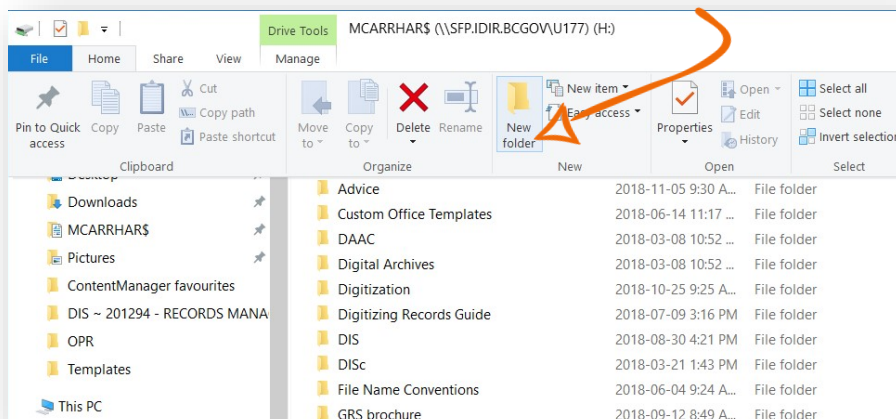 Drive Tools MCARRHAR$ (\\SFP.IDIR.BCGOV\U177) (H:)
File Home Share View Manage
Pin to Quick access
Copy
Paste
Cut
Copy path
Paste shortcut
Clipboard
Move to
Copy to
Delete
Rename
Organize
New folder
New item
Easy access
New
Properties
Open
Edit
History
Open
Select all
Select none
Invert selection
Select
Desktop
Downloads
MCARRHAR$
Pictures
ContentManager favourites
DIS ~ 201294 - RECORDS MANA
OPR
Templates
This PC
Advice 2018-11-05 9:30 A... File folder
Custom Office Templates 2018-06-14 11:17 ... File folder
DAAC 2018-03-08 10:52 ... File folder
Digital Archives 2018-03-08 10:52 ... File folder
Digitization 2018-10-25 9:25 A... File folder
Digitizing Records Guide 2018-07-09 3:16 PM File folder
DIS 2018-08-30 4:21 PM File folder
DISc 2018-03-21 1:43 PM File folder
File Name Conventions 2018-06-04 9:24 A... File folder
GRS brochure 2018-09-12 8:49 A... File folder